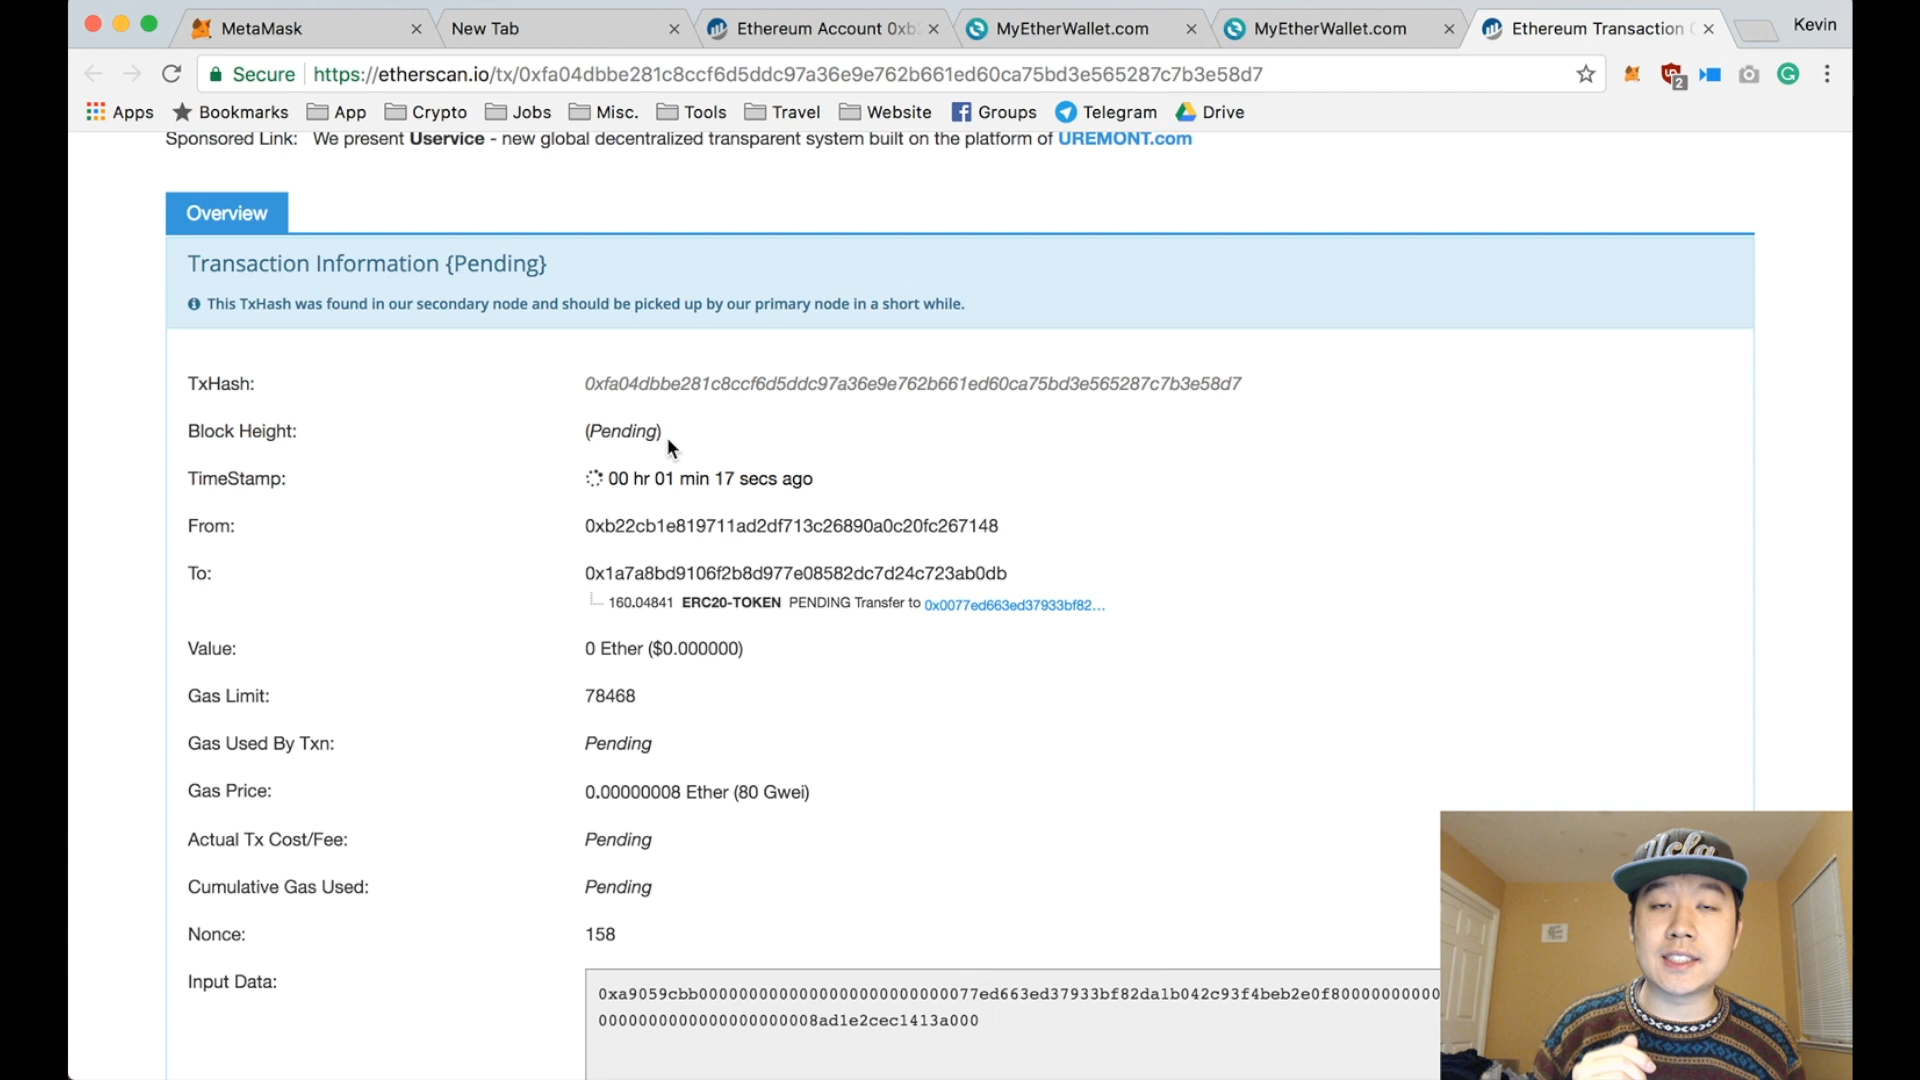 MetaMask
New Tab
Ethereum Account 0xb
MyEtherWallet.com
MyEtherWallet.com
Ethereum Transaction
Kevin
Secure
https://etherscan.io/tx/0xfa04dbbe281c8ccf6d5ddc97a36e9e762b661ed60ca75bd3e565287c7b3e58d7
2
Apps
Bookmarks
App
Crypto
Jobs
Misc.
Tools
Travel
Website
Groups
Telegram
Drive
Sponsored Link: We present Uservice - new global decentralized transparent system built on the platform of UREMONT.com
Overview
Transaction Information {Pending}
This TxHash was found in our secondary node and should be picked up by our primary node in a short while.
TxHash: 0xfa04dbbe281c8ccf6d5ddc97a36e9e762b661ed60ca75bd3e565287c7b3e58d7
Block Height: (Pending)
TimeStamp: 00 hr 01 min 17 secs ago
From: 0xb22cb1e819711ad2df713c26890a0c20fc267148
To: 0x1a7a8bd9106f2b8d977e08582dc7d24c723ab0db
160.04841 ERC20-TOKEN PENDING Transfer to 0x0077ed663ed37933bf82...
Value: 0 Ether ($0.000000)
Gas Limit: 78468
Gas Used By Txn: Pending
Gas Price: 0.00000008 Ether (80 Gwei)
Actual Tx Cost/Fee: Pending
Cumulative Gas Used: Pending
Nonce: 158
Input Data:
0xa9059cbb0000000000000000000000000077ed663ed37933bf82da1b042c93f4beb2e0f80000000000
0000000000000000000008ad1e2cec1413a000
Ucla